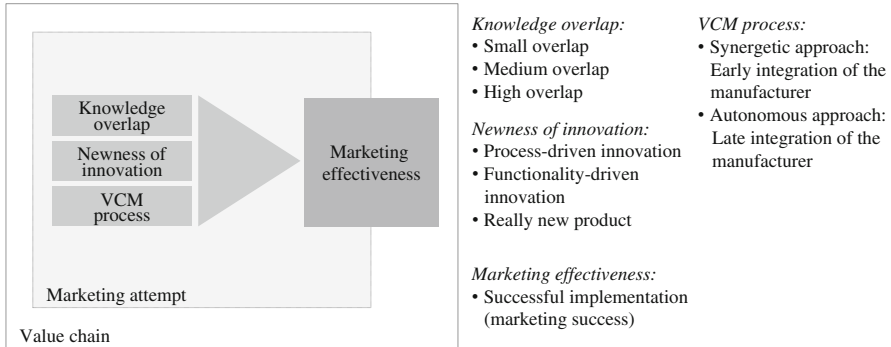 Knowledge
overlap
Newness of
innovation
VCM
process
Marketing
effectiveness
Marketing attempt
Value chain
Knowledge overlap:
• Small overlap
• Medium overlap
• High overlap
Newness of innovation:
• Process-driven innovation
• Functionality-driven
innovation
• Really new product
Marketing effectiveness:
• Successful implementation
(marketing success)
VCM process:
• Synergetic approach:
Early integration of the
manufacturer
• Autonomous approach:
Late integration of the
manufacturer